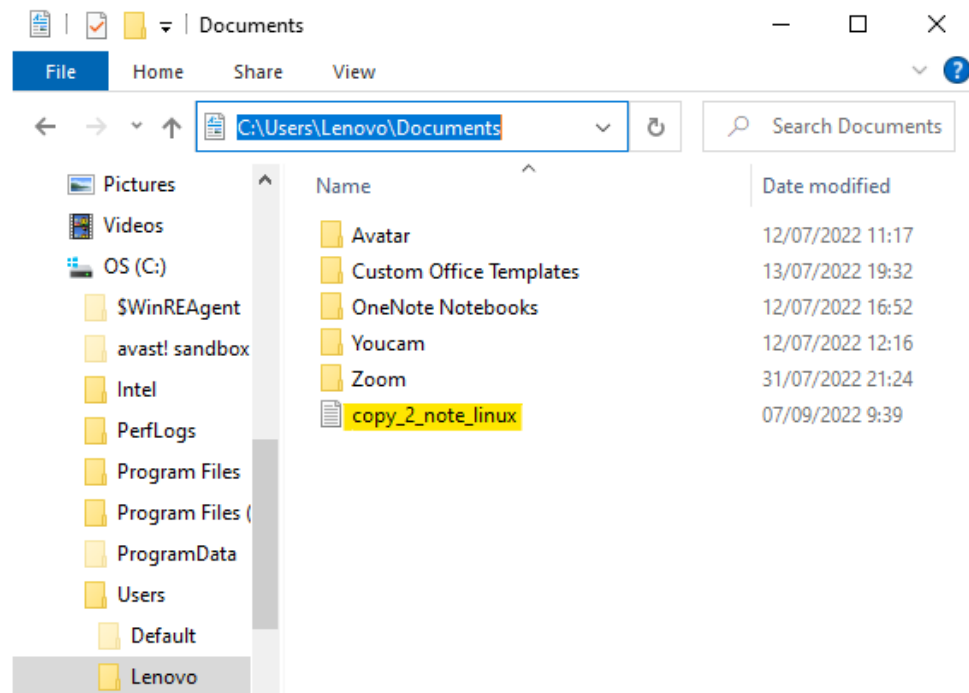 Documents
File Home Share View
?
C:\Users\Lenovo\Documents
Search Documents
Pictures
Videos
OS (C:)
$WinREAgent
avast! sandbox
Intel
PerfLogs
Program Files
Program Files (
ProgramData
Users
Default
Lenovo
Name Date modified
Avatar 12/07/2022 11:17
Custom Office Templates 13/07/2022 19:32
OneNote Notebooks 12/07/2022 16:52
Youcam 12/07/2022 12:16
Zoom 31/07/2022 21:24
copy_2_note_linux 07/09/2022 9:39